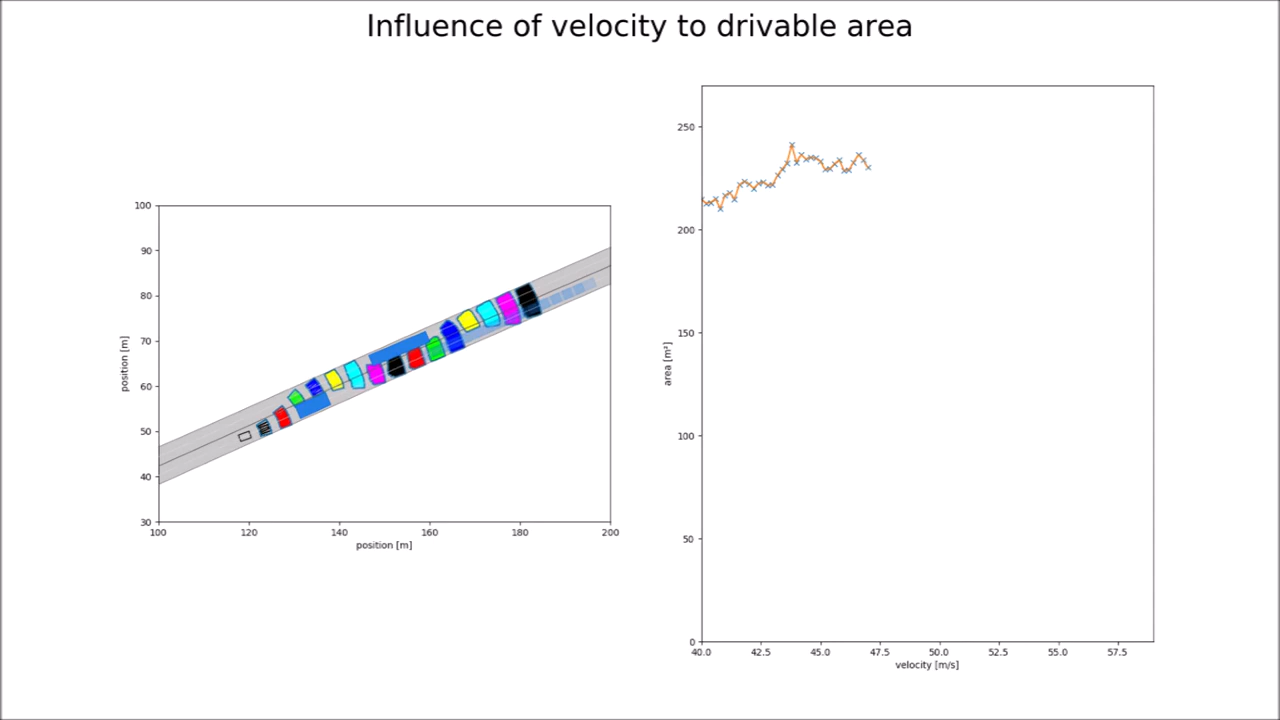 Influence of velocity to drivable area
100
90
80
70
60
50
40
30
position [m]
100 120 140 160 180 200
position [m]
250
200
150
100
50
0
area [m²]
40.0 42.5 45.0 47.5 50.0 52.5 55.0 57.5
velocity [m/s]